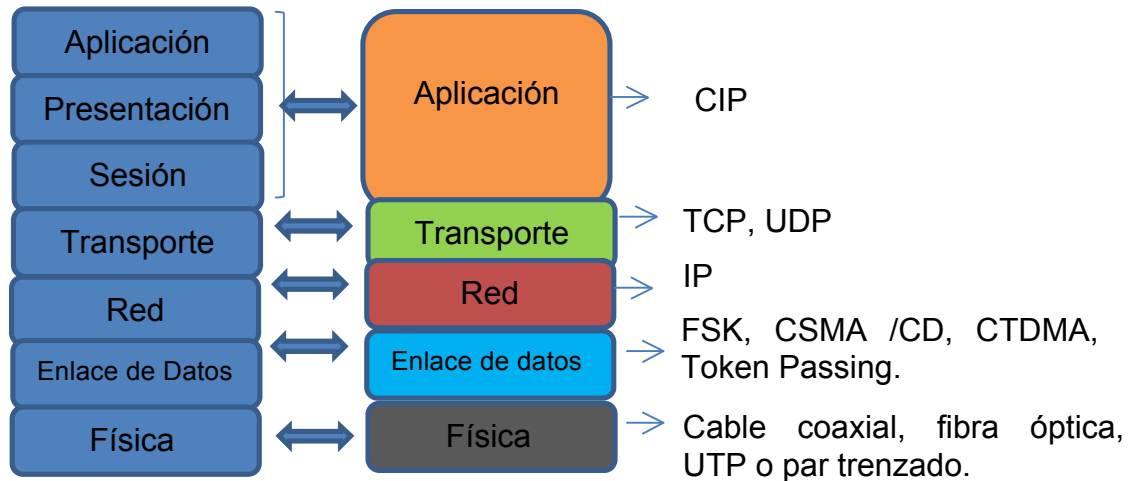 Aplicación
Presentación
Sesión
Transporte
Red
Enlace de Datos
Física
Aplicación
Transporte
Red
Enlace de datos
Física
CIP
TCP, UDP
IP
FSK, CSMA /CD, CTDMA,
Token Passing.
Cable coaxial, fibra óptica,
UTP o par trenzado.